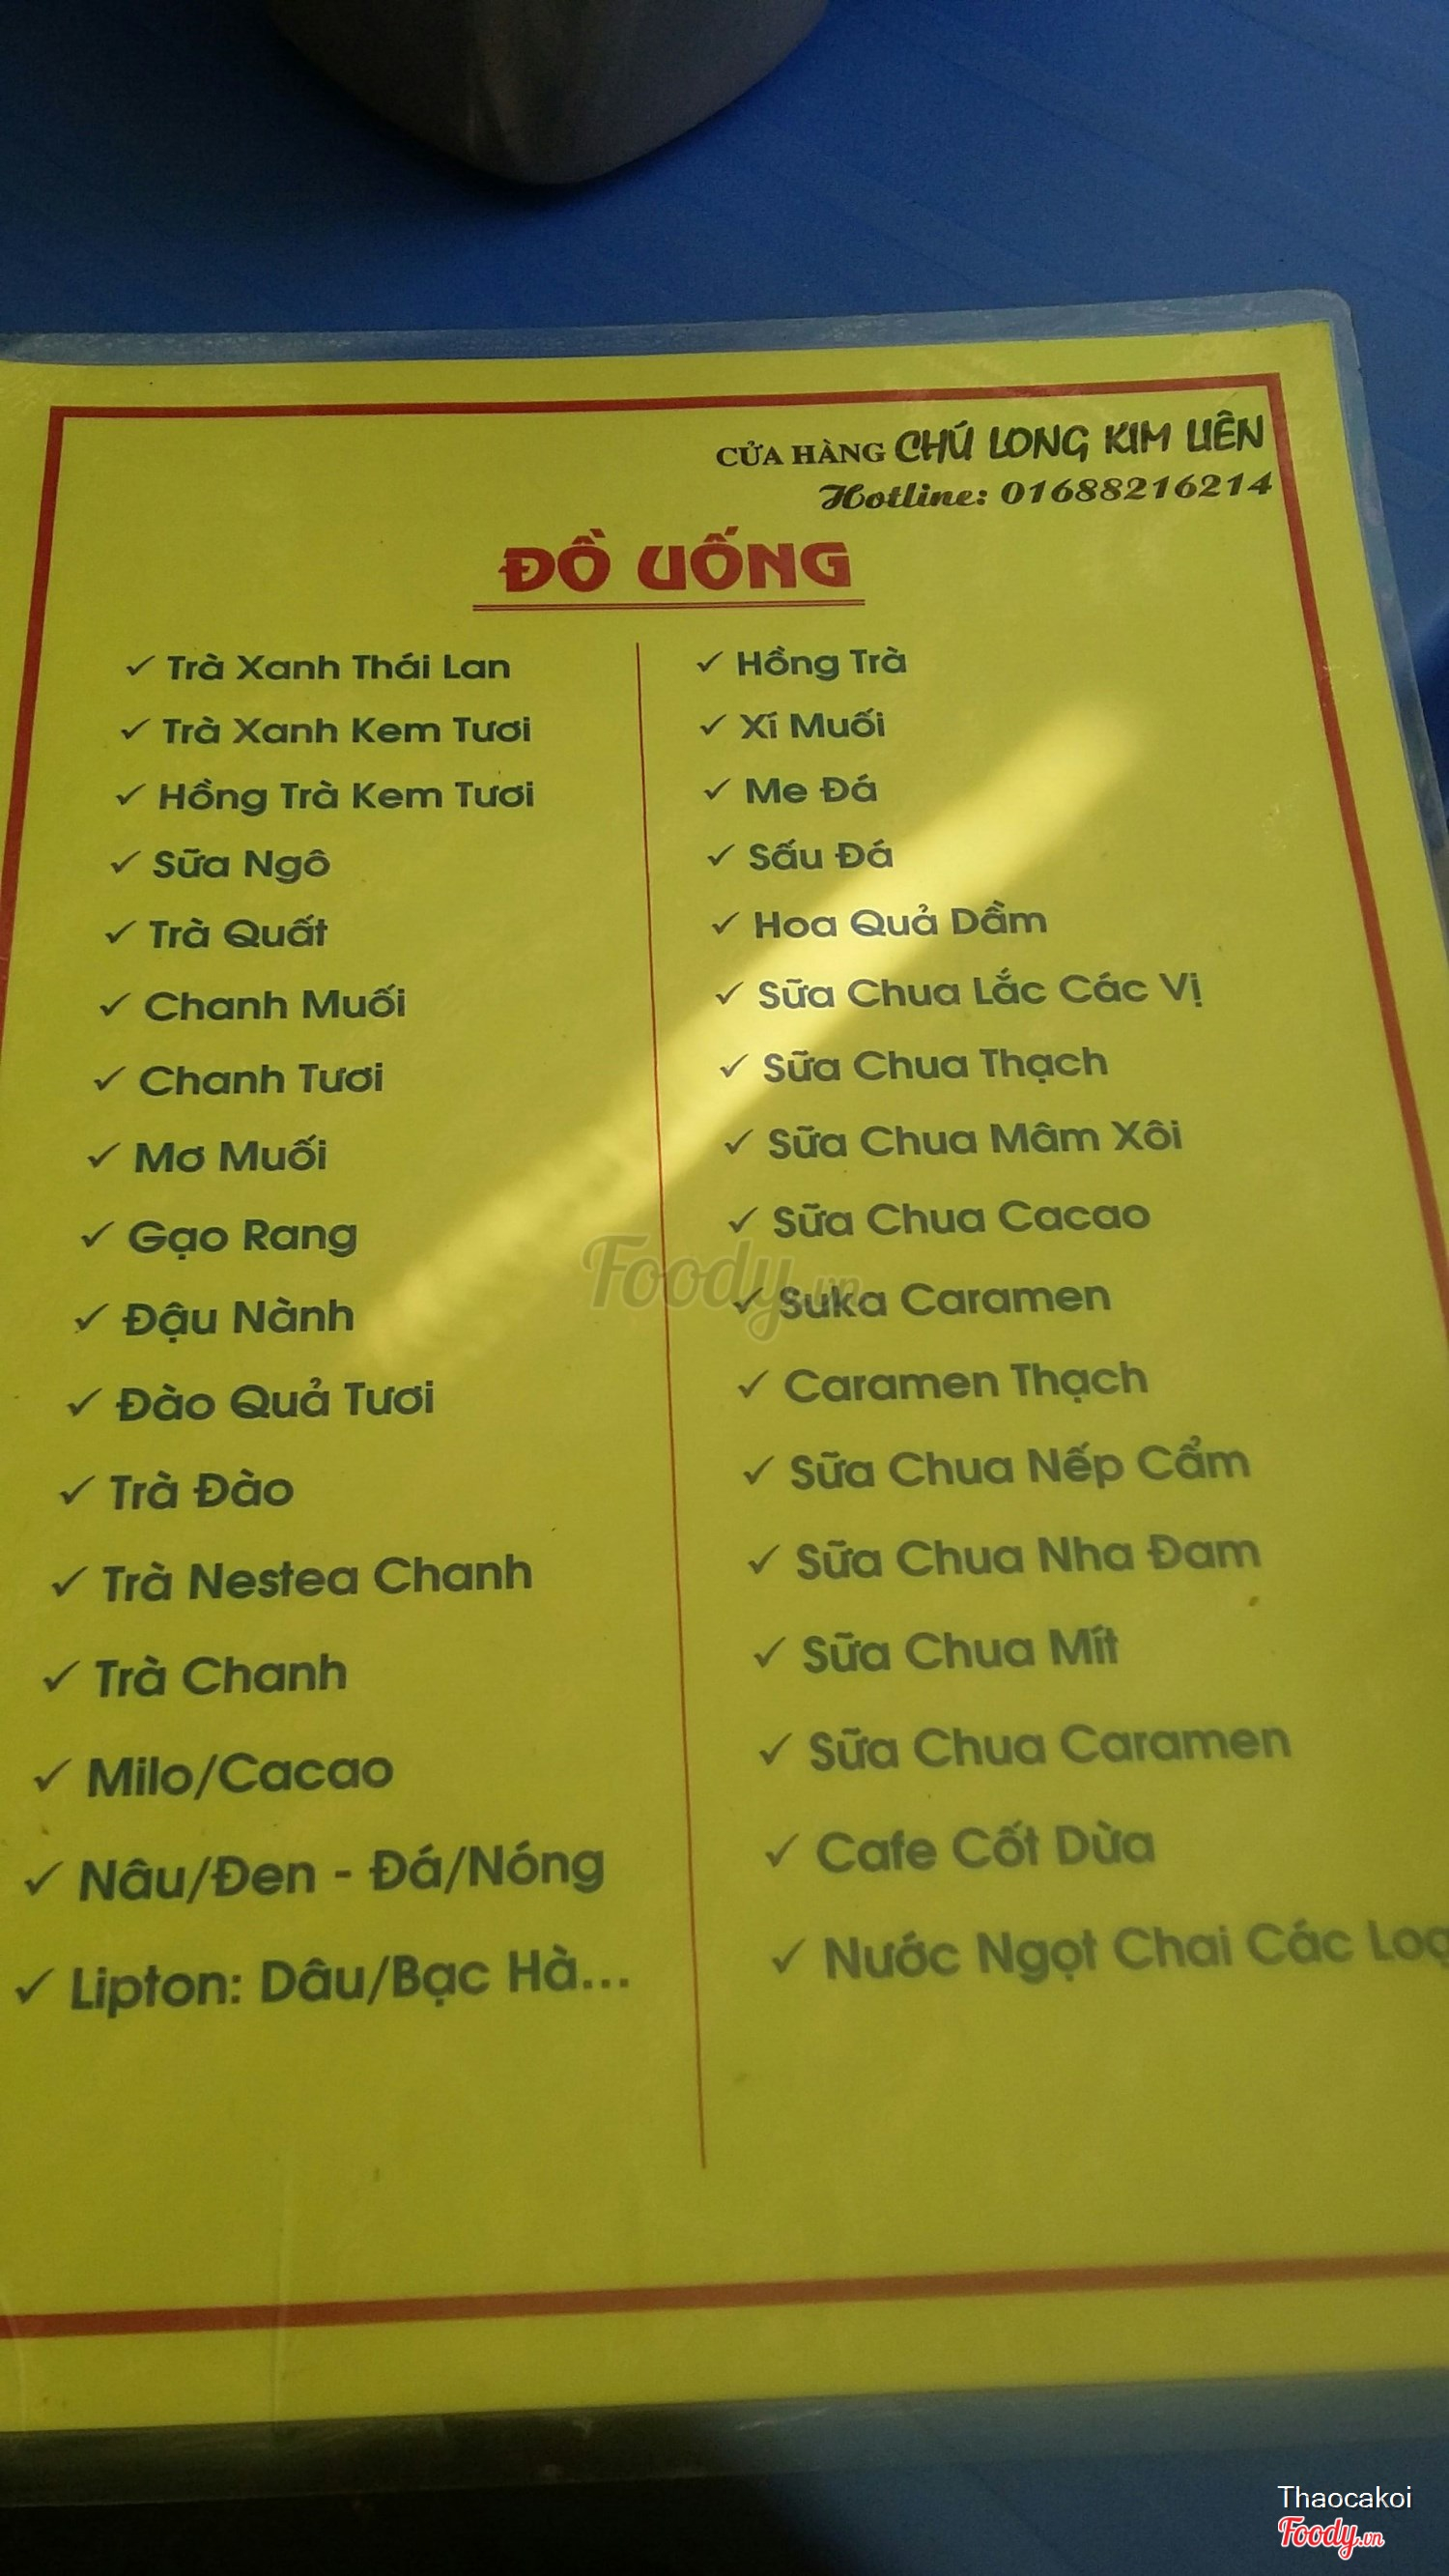 CỬA HÀNG CHÚ LONG KIM LIÊN
Hotline: 01688216214
ĐỒ UỐNG
✓ Trà Xanh Thái Lan
✓ Trà Xanh Kem Tươi
✓ Hồng Trà Kem Tươi
✓ Sữa Ngô
✓ Trà Quất
✓ Chanh Muối
✓ Chanh Tươi
✓ Mơ Muối
✓ Gạo Rang
✓ Đậu Nành
✓ Đào Quả Tươi
✓ Trà Đào
✓ Trà Nestea Chanh
✓ Trà Chanh
✓ Milo/Cacao
✓ Nâu/Đen - Đá/Nóng
✓ Lipton: Dâu/Bạc Hà...
✓ Hồng Trà
✓ Xí Muối
✓ Me Đá
✓ Sấu Đá
✓ Hoa Quả Dầm
✓ Sữa Chua Lắc Các Vị
✓ Sữa Chua Thạch
✓ Sữa Chua Mâm Xôi
✓ Sữa Chua Cacao
✓ Suka Caramen
✓ Caramen Thạch
✓ Sữa Chua Nếp Cẩm
✓ Sữa Chua Nha Đam
✓ Sữa Chua Mít
✓ Sữa Chua Caramen
✓ Cafe Cốt Dừa
✓ Nước Ngọt Chai Các
Foody.vn
Thaocakoi
Foody.vn